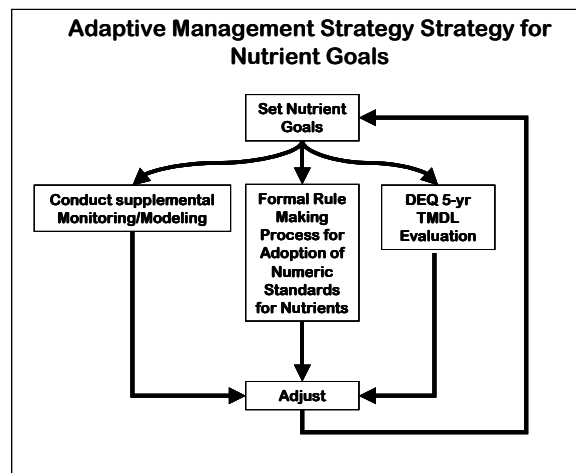 Adaptive Management Strategy Strategy for
Nutrient Goals
Set Nutrient
Goals
Conduct supplemental
Monitoring/Modeling
Formal Rule
Making
Process for
Adoption of
Numeric
Standards
for Nutrients
DEQ 5-yr
TMDL
Evaluation
Adjust